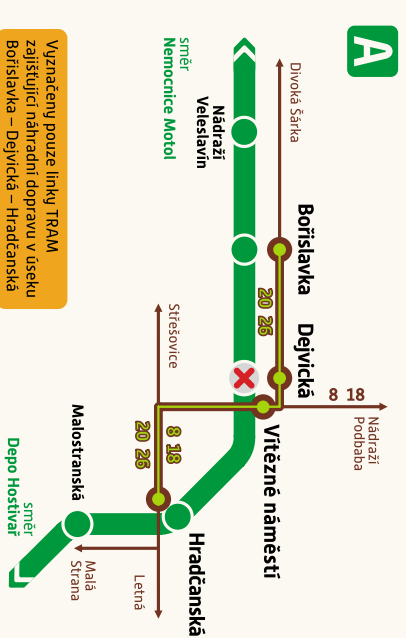 A
Divoká Šárka
směr
Nemocnice Motol
Nádraží
Veleslavín
Bořislavka
20 26
Dejvická
8 18
Nádraží
Podbaba
Vítězné náměstí
Střešovice
8 18
20 26
Hradčanská
Malostranská
Letná
Malá
Strana
směr
Depo Hostivař
Vyznačeny pouze linky TRAM
zajišťující náhradní dopravu v úseku
Bořislavka – Dejvická – Hradčanská